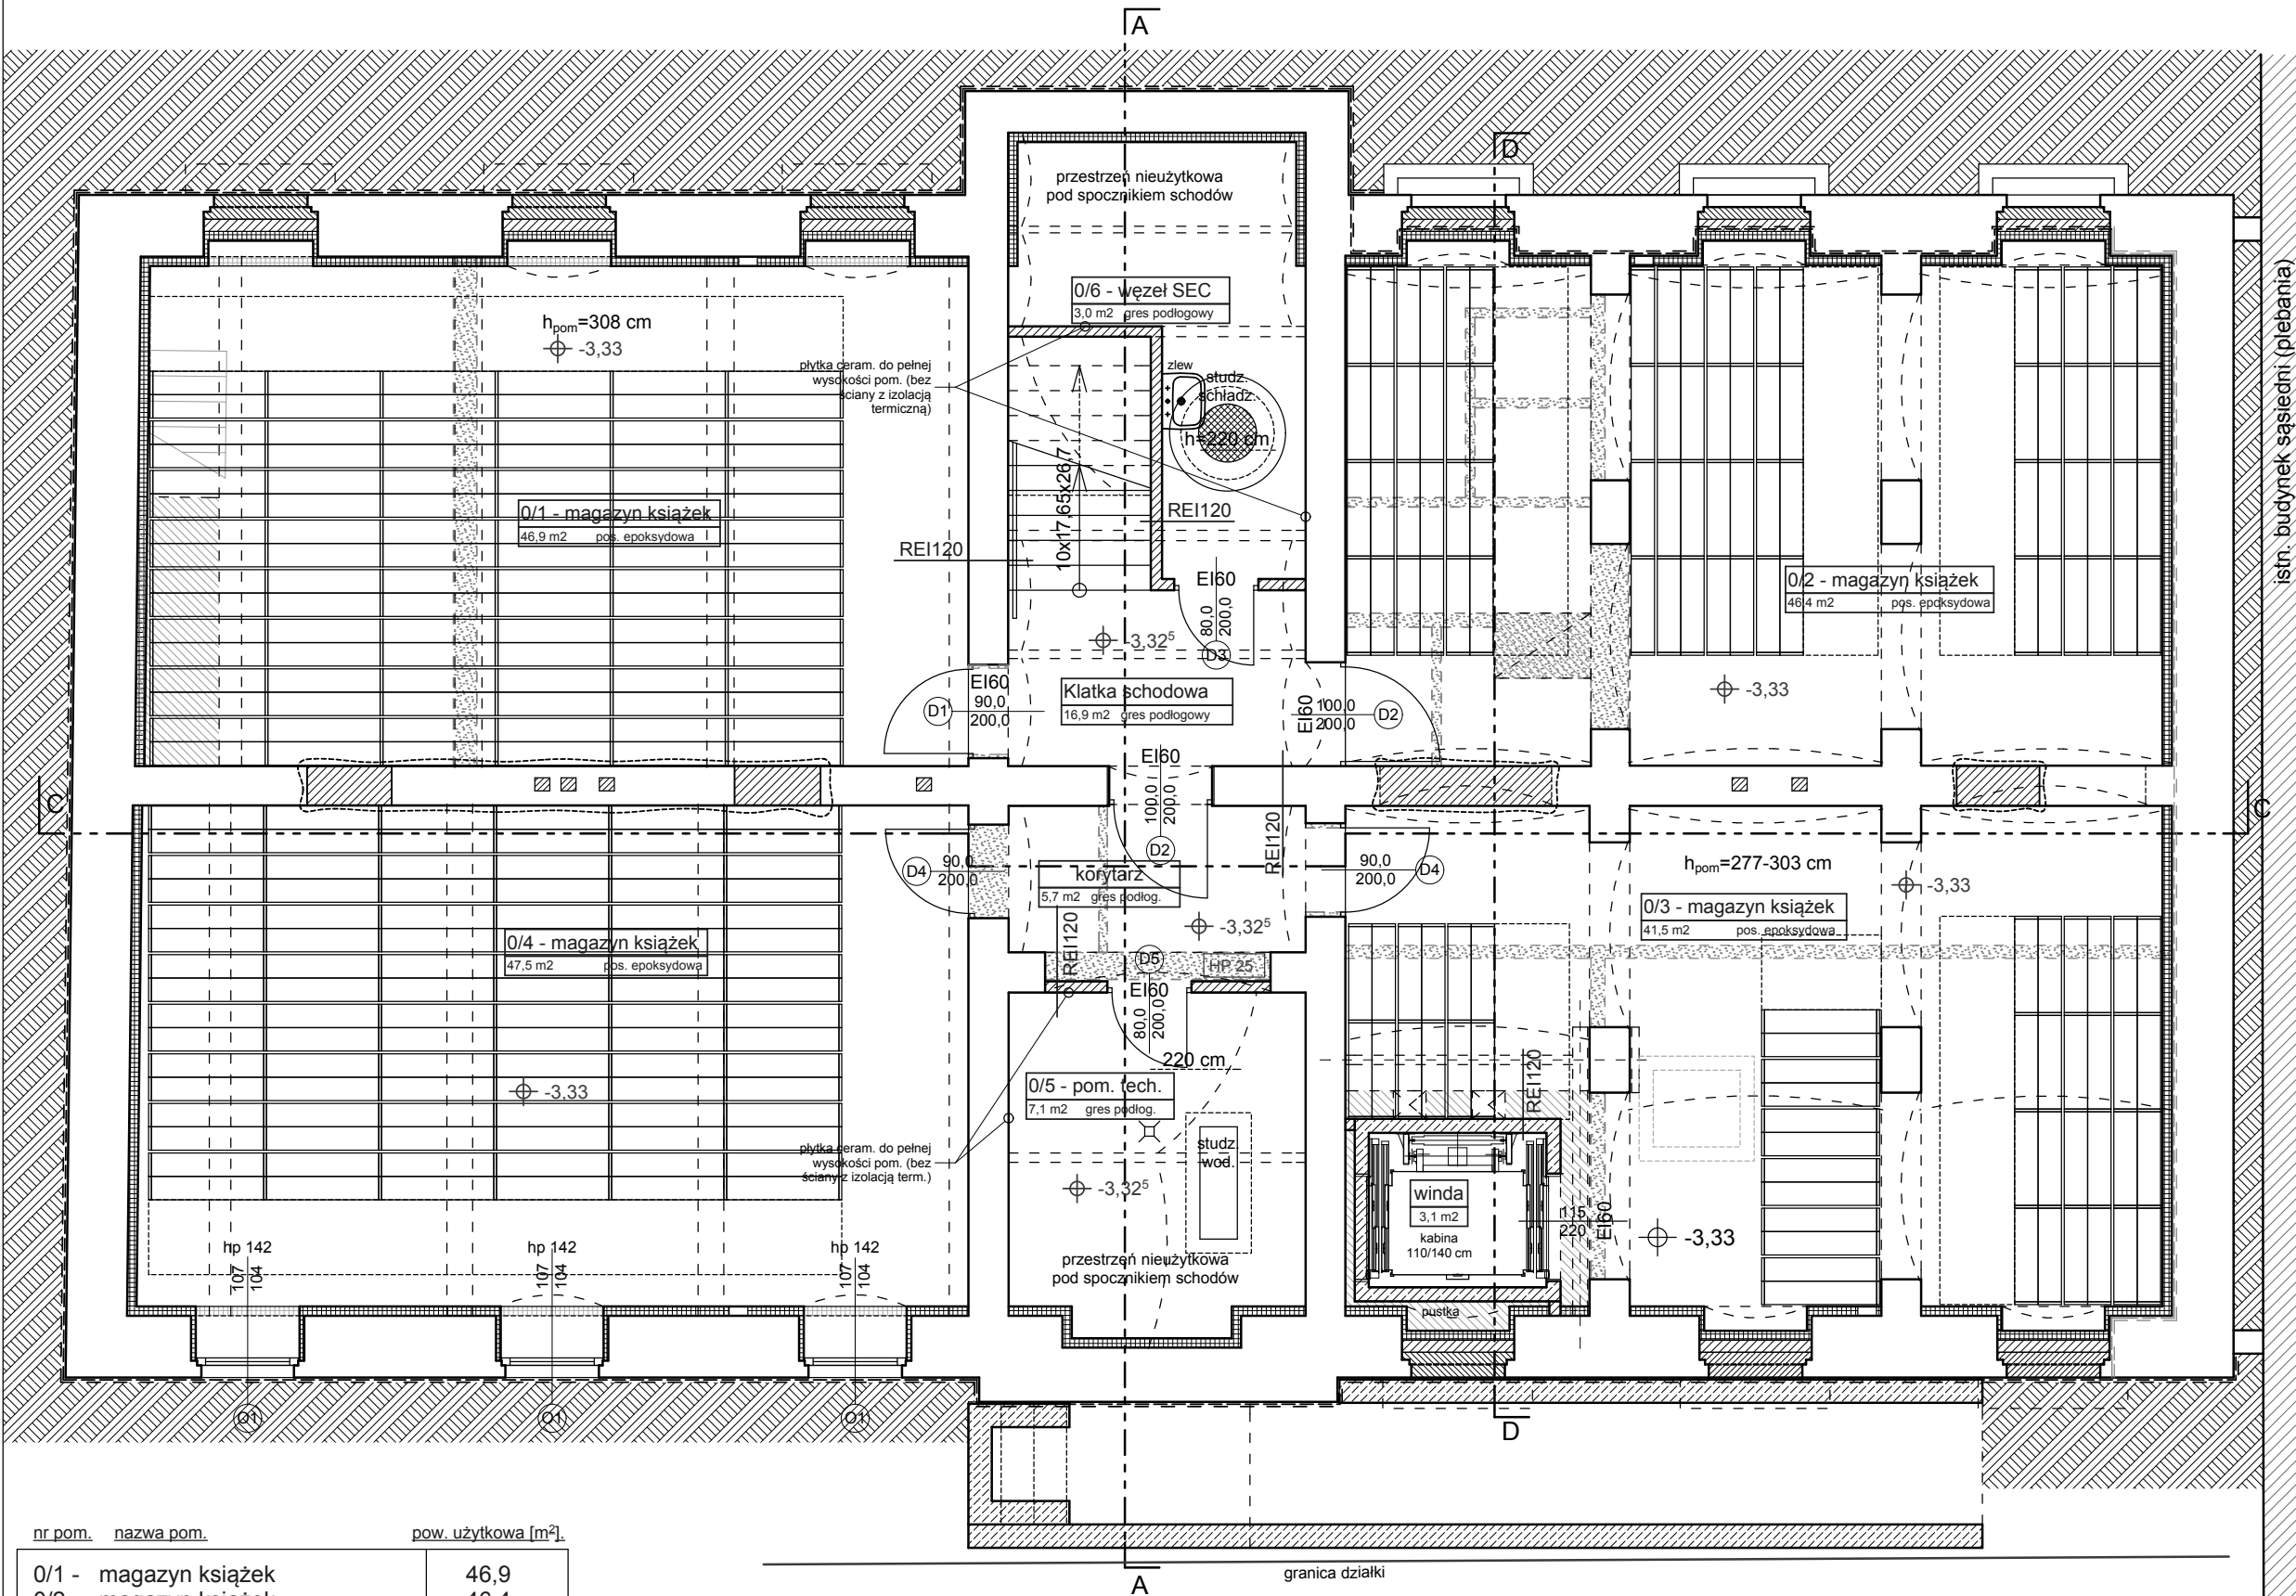 A
D
przestrzeń nieużytkowa
pod spocznikiem schodów
0/6 - węzeł SEC
3,0 m2 gres podłogowy
h pom=308 cm
-3,33
płytka ceram. do pełnej
wysokości pom. (bez
ściany z izolacją
termiczną)
zlew
studz.
schładz.
h=220 cm
10x17,65x26,7
REI120
REI120
0/1 - magazyn książek
46,9 m2 pos. epoksydowa
istn. budynek sąsiedni (plebania)
0/2 - magazyn książek
46,4 m2 pos. epoksydowa
EI60
80,0
200,0
D3
-3,32⁵
EI60
90,0
200,0
D1
Klatka schodowa
16,9 m2 gres podłogowy
EI60
100,0
200,0
D2
-3,33
EI60
100,0
200,0
D2
C
C
REI120
D4
90,0
200,0
korytarz
5,7 m2 gres podłog.
90,0
200,0
D4
h pom=277-303 cm
-3,33
0/3 - magazyn książek
41,5 m2 pos. epoksydowa
0/4 - magazyn książek
47,5 m2 pos. epoksydowa
REI120
-3,32⁵
D5
HP 25
EI60
80,0
200,0
220 cm
0/5 - pom. tech.
7,1 m2 gres podłog.
-3,33
REI120
płytka ceram. do pełnej
wysokości pom. (bez
ściany z izolacją term.)
studz.
wod.
-3,32⁵
winda
3,1 m2
kabina
110/140 cm
115
220
EI60
-3,33
przestrzeń nieużytkowa
pod spocznikiem schodów
hp 142
107
104
hp 142
107
104
hp 142
107
104
pustka
O1
O1
O1
D
nr pom. nazwa pom. pow. użytkowa [m²].
0/1 - magazyn książek 46,9
0/2 - magazyn książek 46,4
granica działki
A